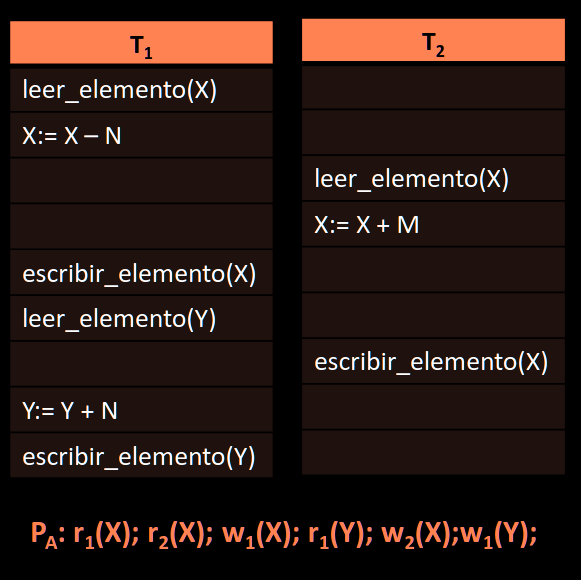 T1
T2
leer_elemento(X)
X:= X – N
leer_elemento(X)
X:= X + M
escribir_elemento(X)
leer_elemento(Y)
escribir_elemento(X)
Y:= Y + N
escribir_elemento(Y)
PA: r1(X); r2(X); w1(X); r1(Y); w2(X);w1(Y);